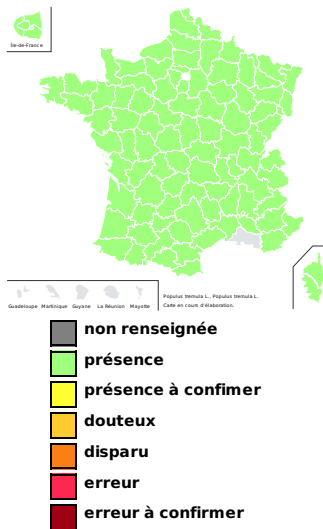 Île-de-France
Populus tremula L., Populus tremula L.
Carte en cours d'élaboration.
Guadeloupe Martinique Guyane La Réunion Mayotte
non renseignée
présence
présence à confimer
douteux
disparu
erreur
erreur à confirmer